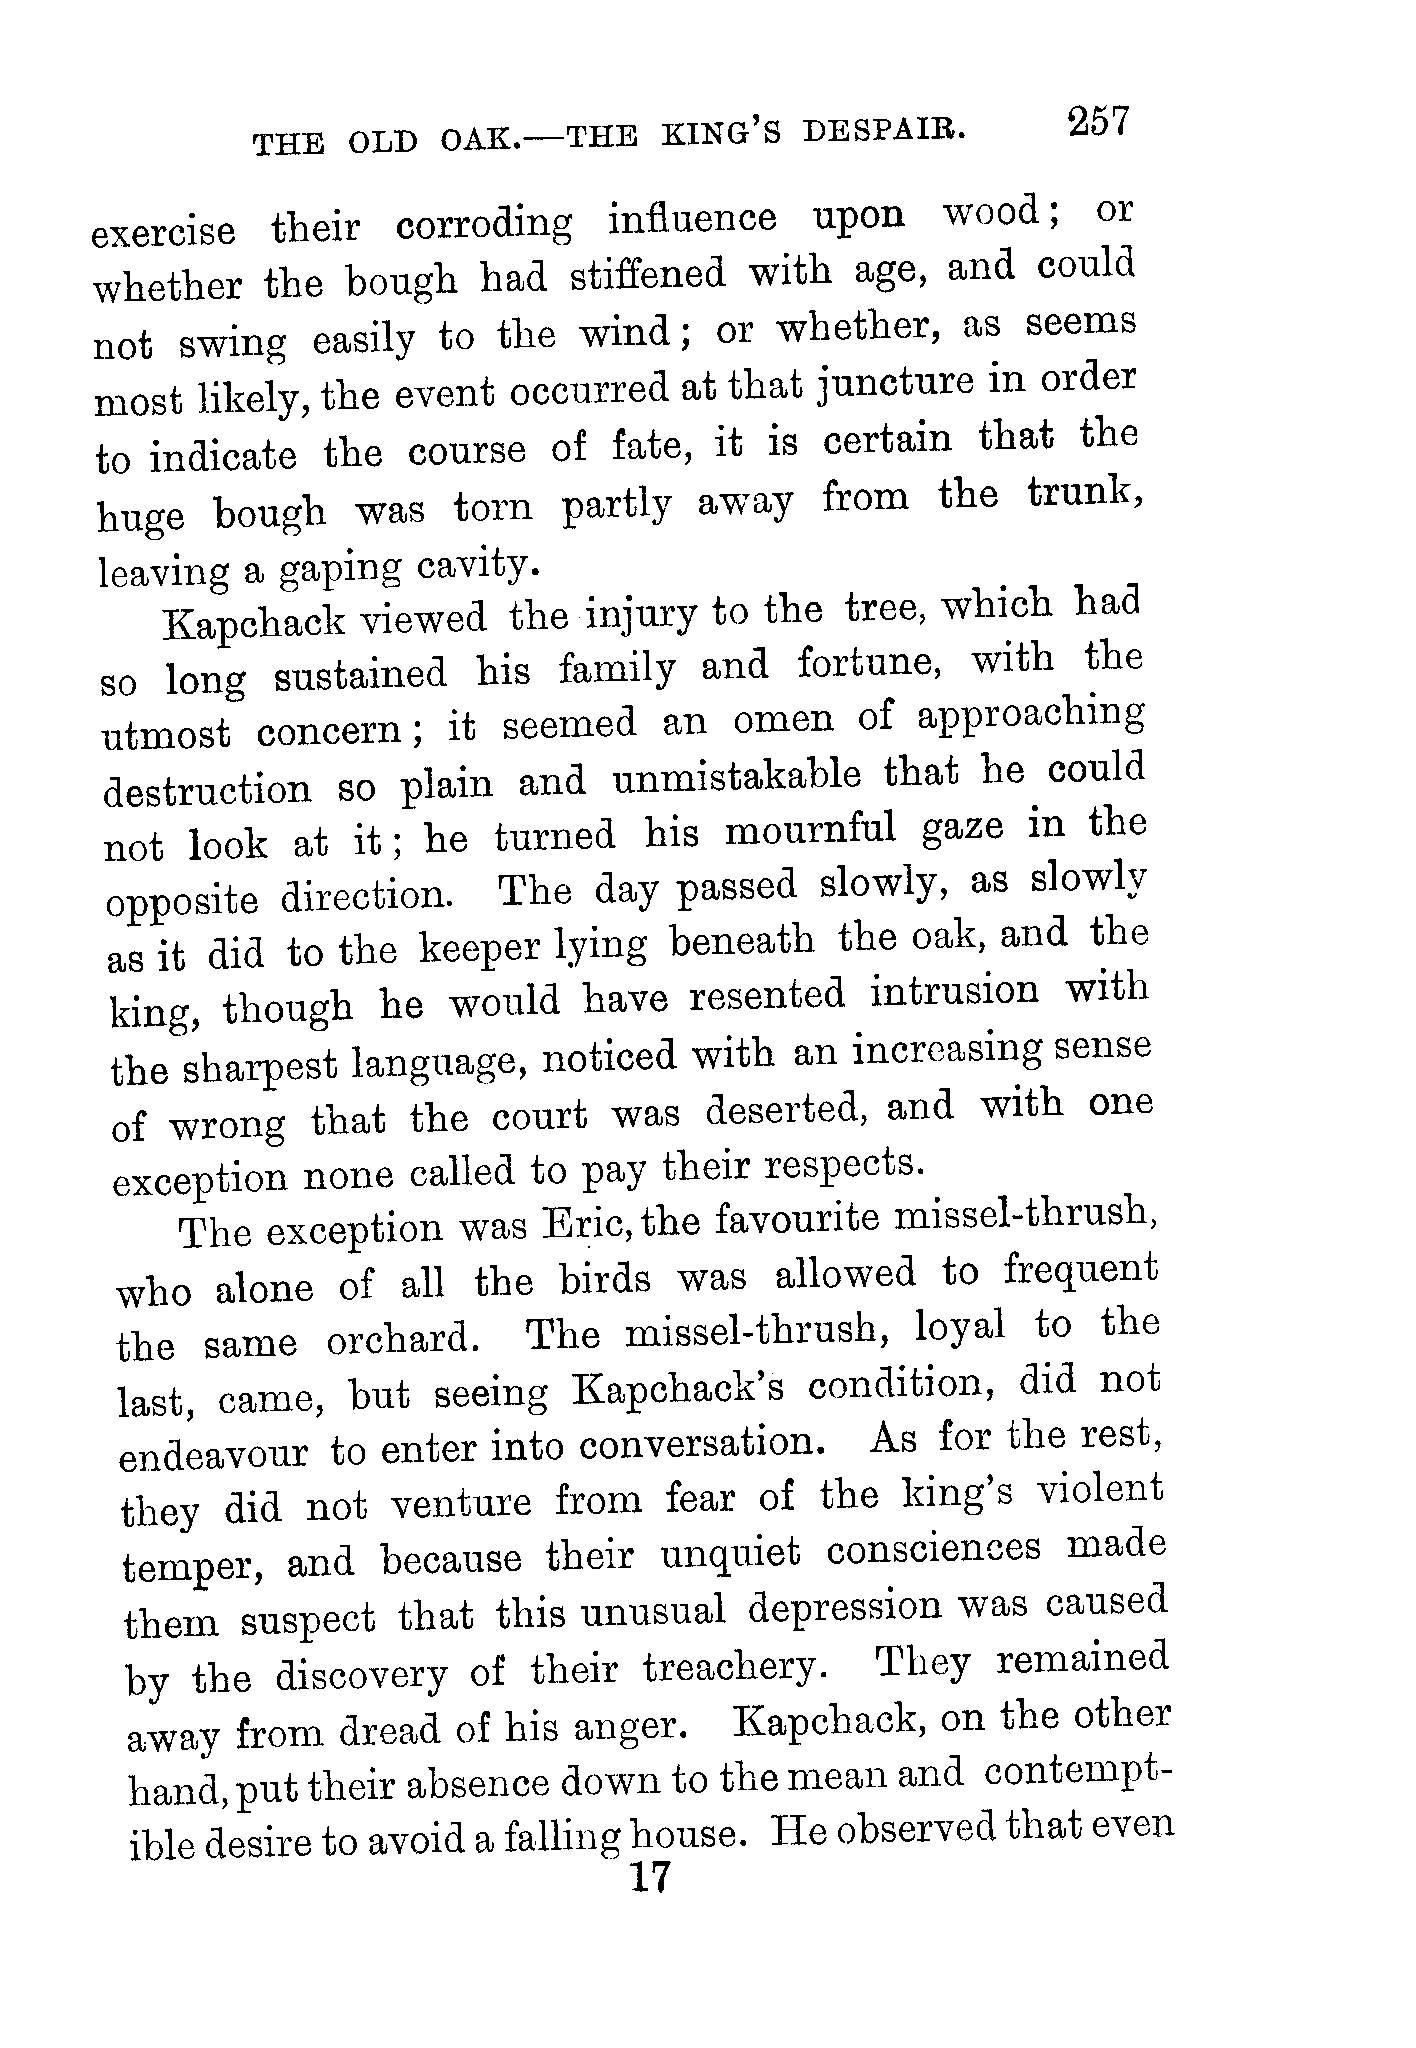 THE OLD OAK.—THE KING'S DESPAIR. 257
exercise their corroding influence upon wood; or
whether the bough had stiffened with age, and could
not swing easily to the wind; or whether, as seems
most likely, the event occurred at that juncture in order
to indicate the course of fate, it is certain that the
huge bough was torn partly away from the trunk,
leaving a gaping cavity.
Kapchack viewed the injury to the tree, which had
so long sustained his family and fortune, with the
utmost concern; it seemed an omen of approaching
destruction so plain and unmistakable that he could
not look at it; he turned his mournful gaze in the
opposite direction. The day passed slowly, as slowly
as it did to the keeper lying beneath the oak, and the
king, though he would have resented intrusion with
the sharpest language, noticed with an increasing sense
of wrong that the court was deserted, and with one
exception none called to pay their respects.
The exception was Eric, the favourite missel-thrush,
who alone of all the birds was allowed to frequent
the same orchard. The missel-thrush, loyal to the
last, came, but seeing Kapchack's condition, did not
endeavour to enter into conversation. As for the rest,
they did not venture from fear of the king's violent
temper, and because their unquiet consciences made
them suspect that this unusual depression was caused
by the discovery of their treachery. They remained
away from dread of his anger. Kapchack, on the other
hand, put their absence down to the mean and contempt-
ible desire to avoid a falling house. He observed that even
17